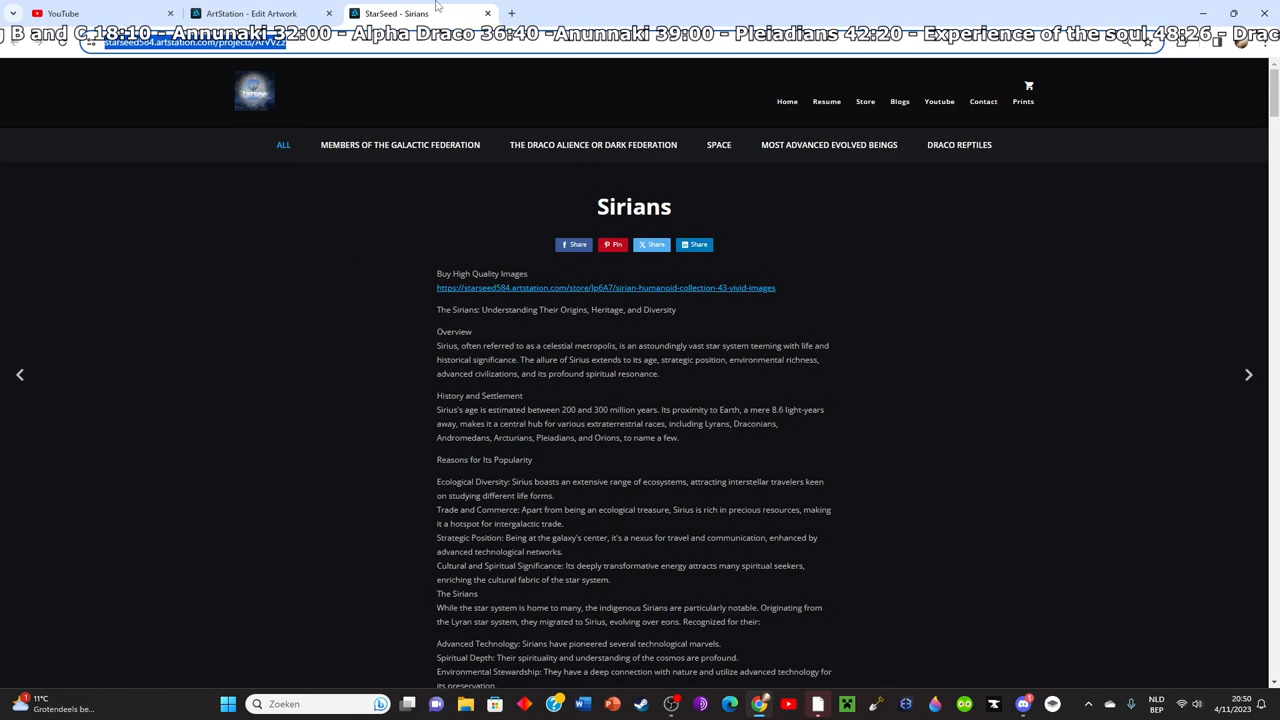 YouTube
ArtStation - Edit Artwork
StarSeed - Sirians
g B and C 18:10 - Annunaki 32:00 - Alpha Draco 36:40 -Anunnaki 39:00 - Pleiadians 42:20 - Experience of the soul 48:26 - Drac
Home Resume Store Blogs Youtube Contact Prints
ALL MEMBERS OF THE GALACTIC FEDERATION THE DRACO ALIENCE OR DARK FEDERATION SPACE MOST ADVANCED EVOLVED BEINGS DRACO REPTILES
Sirians
Share Pin Share Share
Buy High Quality Images
https://starseed584.artstation.com/store/Jp6A7/sirian-humanoid-collection-43-vivid-images
The Sirians: Understanding Their Origins, Heritage, and Diversity
Overview
Sirius, often referred to as a celestial metropolis, is an astoundingly vast star system teeming with life and
historical significance. The allure of Sirius extends to its age, strategic position, environmental richness,
advanced civilizations, and its profound spiritual resonance.
History and Settlement
Sirius's age is estimated between 200 and 300 million years. Its proximity to Earth, a mere 8.6 light-years
away, makes it a central hub for various extraterrestrial races, including Lyrans, Draconians,
Andromedans, Arcturians, Pleiadians, and Orions, to name a few.
Reasons for Its Popularity
Ecological Diversity: Sirius boasts an extensive range of ecosystems, attracting interstellar travelers keen
on studying different life forms.
Trade and Commerce: Apart from being an ecological treasure, Sirius is rich in precious resources, making
it a hotspot for intergalactic trade.
Strategic Position: Being at the galaxy's center, it's a nexus for travel and communication, enhanced by
advanced technological networks.
Cultural and Spiritual Significance: Its deeply transformative energy attracts many spiritual seekers,
enriching the cultural fabric of the star system.
The Sirians
While the star system is home to many, the indigenous Sirians are particularly notable. Originating from
the Lyran star system, they migrated to Sirius, evolving over eons. Recognized for their:
Advanced Technology: Sirians have pioneered several technological marvels.
Spiritual Depth: Their spirituality and understanding of the cosmos are profound.
Environmental Stewardship: They have a deep connection with nature and utilize advanced technology for
its preservation.
11°C
Grotendeels be...
Zoeken
NLD
BEP
20:50
4/11/2023